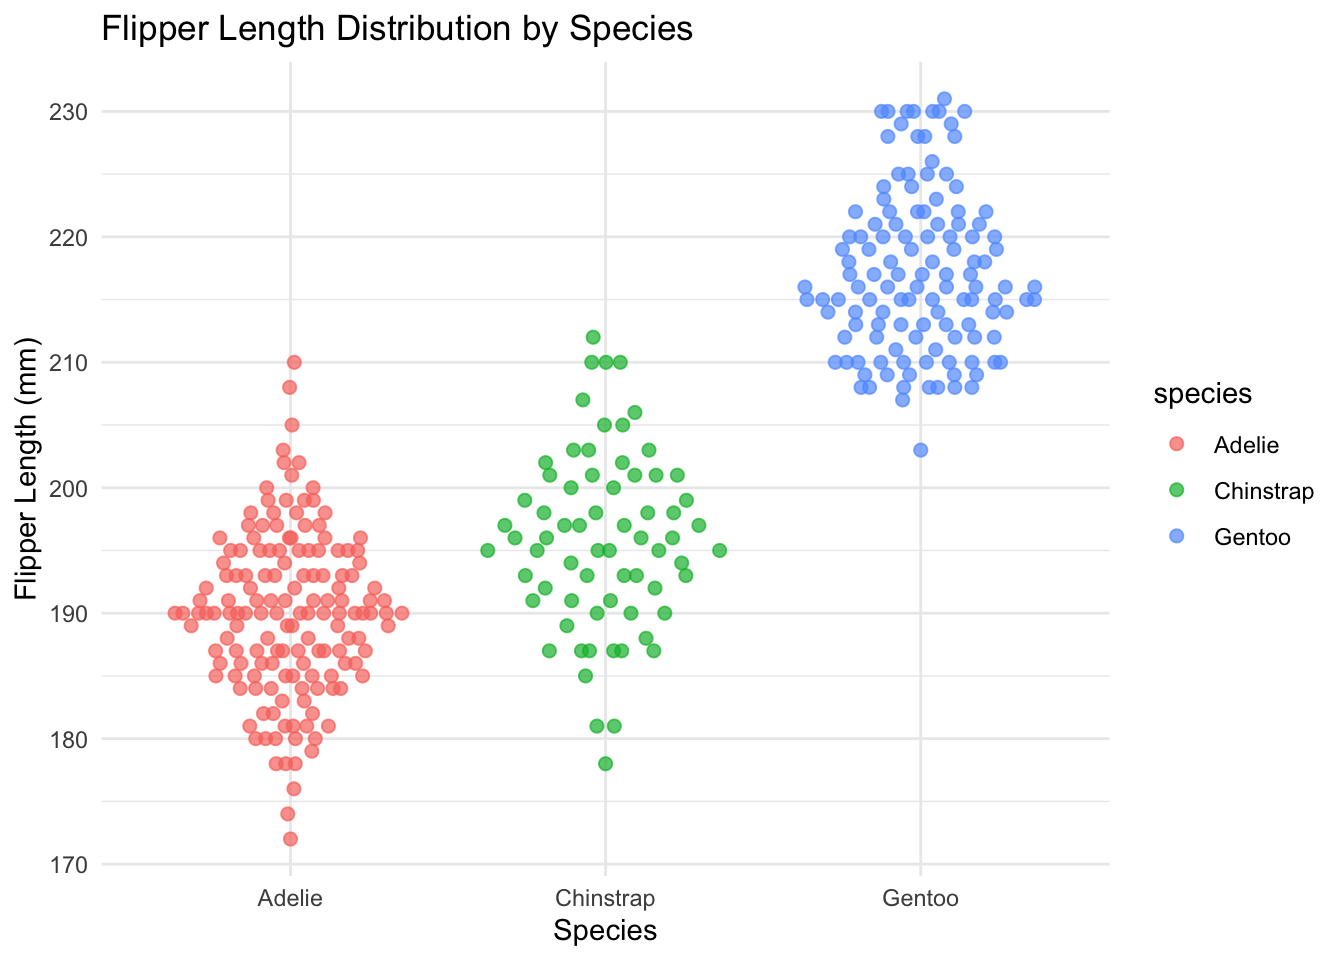 Flipper Length Distribution by Species
230
220
210
200
190
180
170
Flipper Length (mm)
Adelie
Chinstrap
Gentoo
Species
species
Adelie
Chinstrap
Gentoo